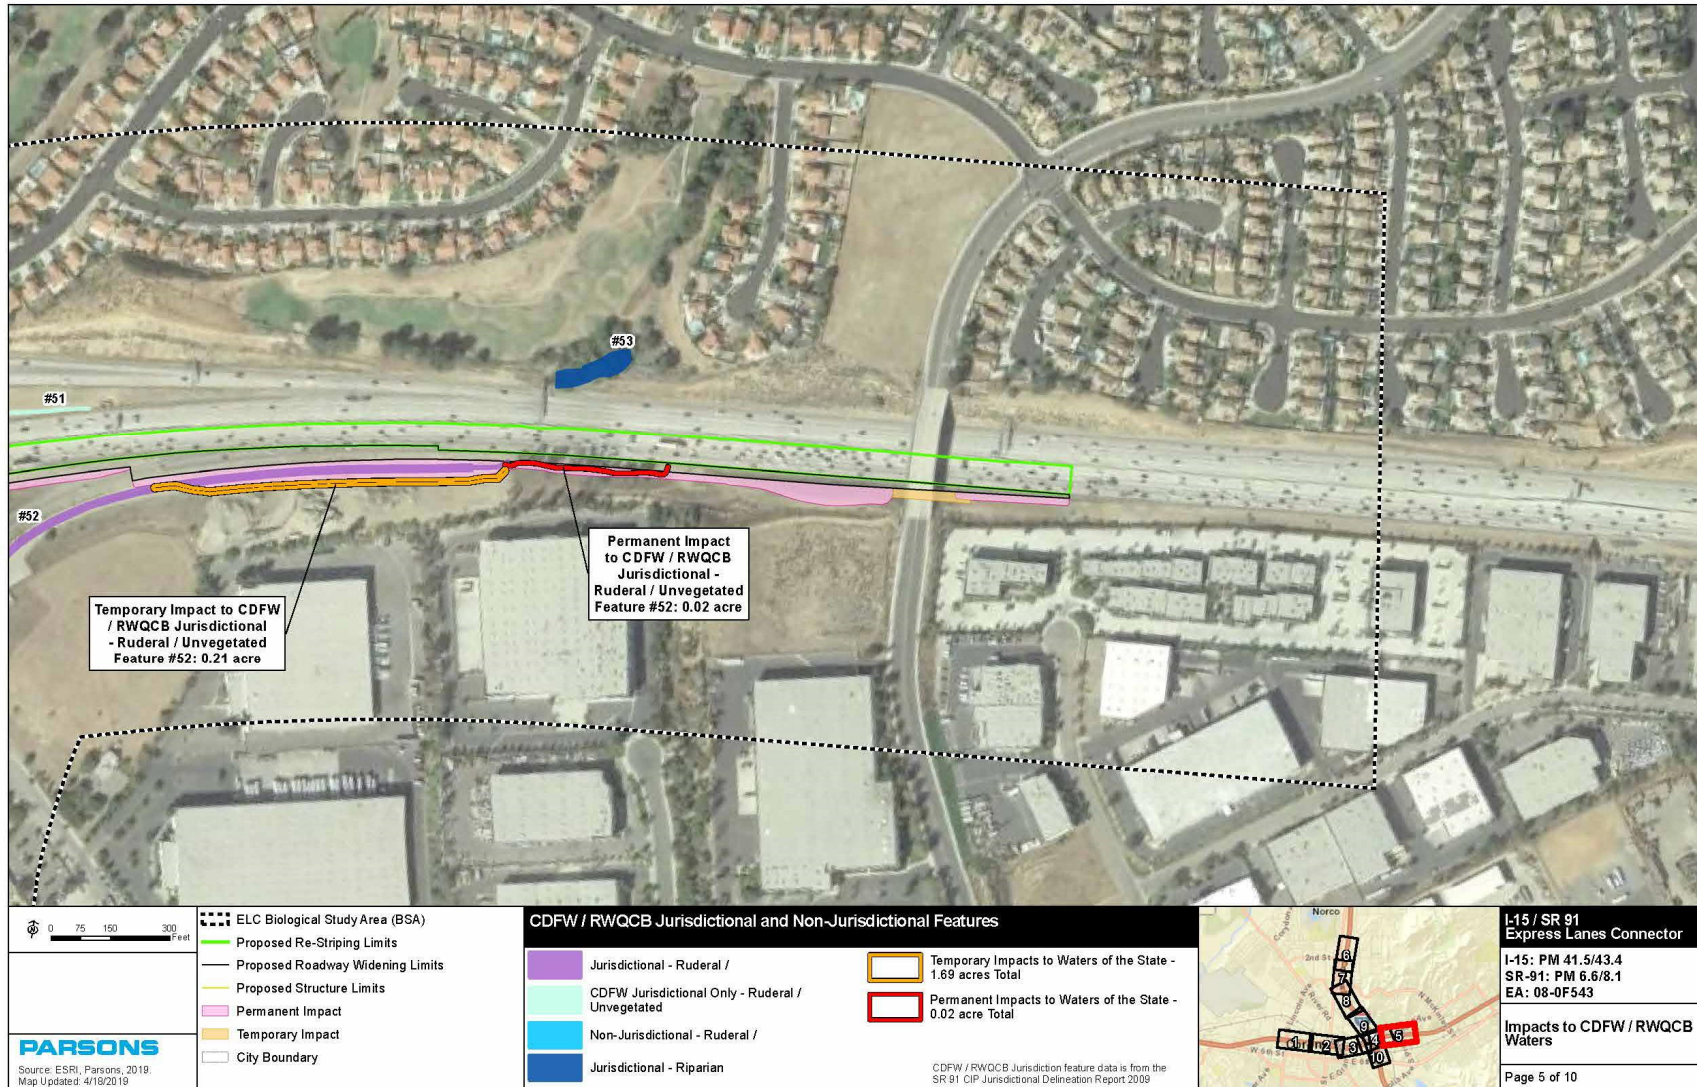 #53
#51
#52
Permanent Impact
to CDFW / RWQCB
Jurisdictional -
Ruderal / Unvegetated
Feature #52: 0.02 acre
Temporary Impact to CDFW
/ RWQCB Jurisdictional
- Ruderal / Unvegetated
Feature #52: 0.21 acre
0 75 150 300
Feet
PARSONS
Source: ESRI, Parsons, 2019.
Map Updated: 4/18/2019
ELC Biological Study Area (BSA)
Proposed Re-Striping Limits
Proposed Roadway Widening Limits
Proposed Structure Limits
Permanent Impact
Temporary Impact
City Boundary
CDFW / RWQCB Jurisdictional and Non-Jurisdictional Features
Jurisdictional - Ruderal /
CDFW Jurisdictional Only - Ruderal /
Unvegetated
Non-Jurisdictional - Ruderal /
Jurisdictional - Riparian
Temporary Impacts to Waters of the State -
1.69 acres Total
Permanent Impacts to Waters of the State -
0.02 acre Total
CDFW / RWQCB Jurisdiction feature data is from the
SR 91 CIP Jurisdictional Delineation Report 2009
Norco
2nd St
6
7
8
9
1
2
3
4
5
10
W 6th St
I-15 / SR 91
Express Lanes Connector
I-15: PM 41.5/43.4
SR-91: PM 6.6/8.1
EA: 08-0F543
Impacts to CDFW / RWQCB
Waters
Page 5 of 10